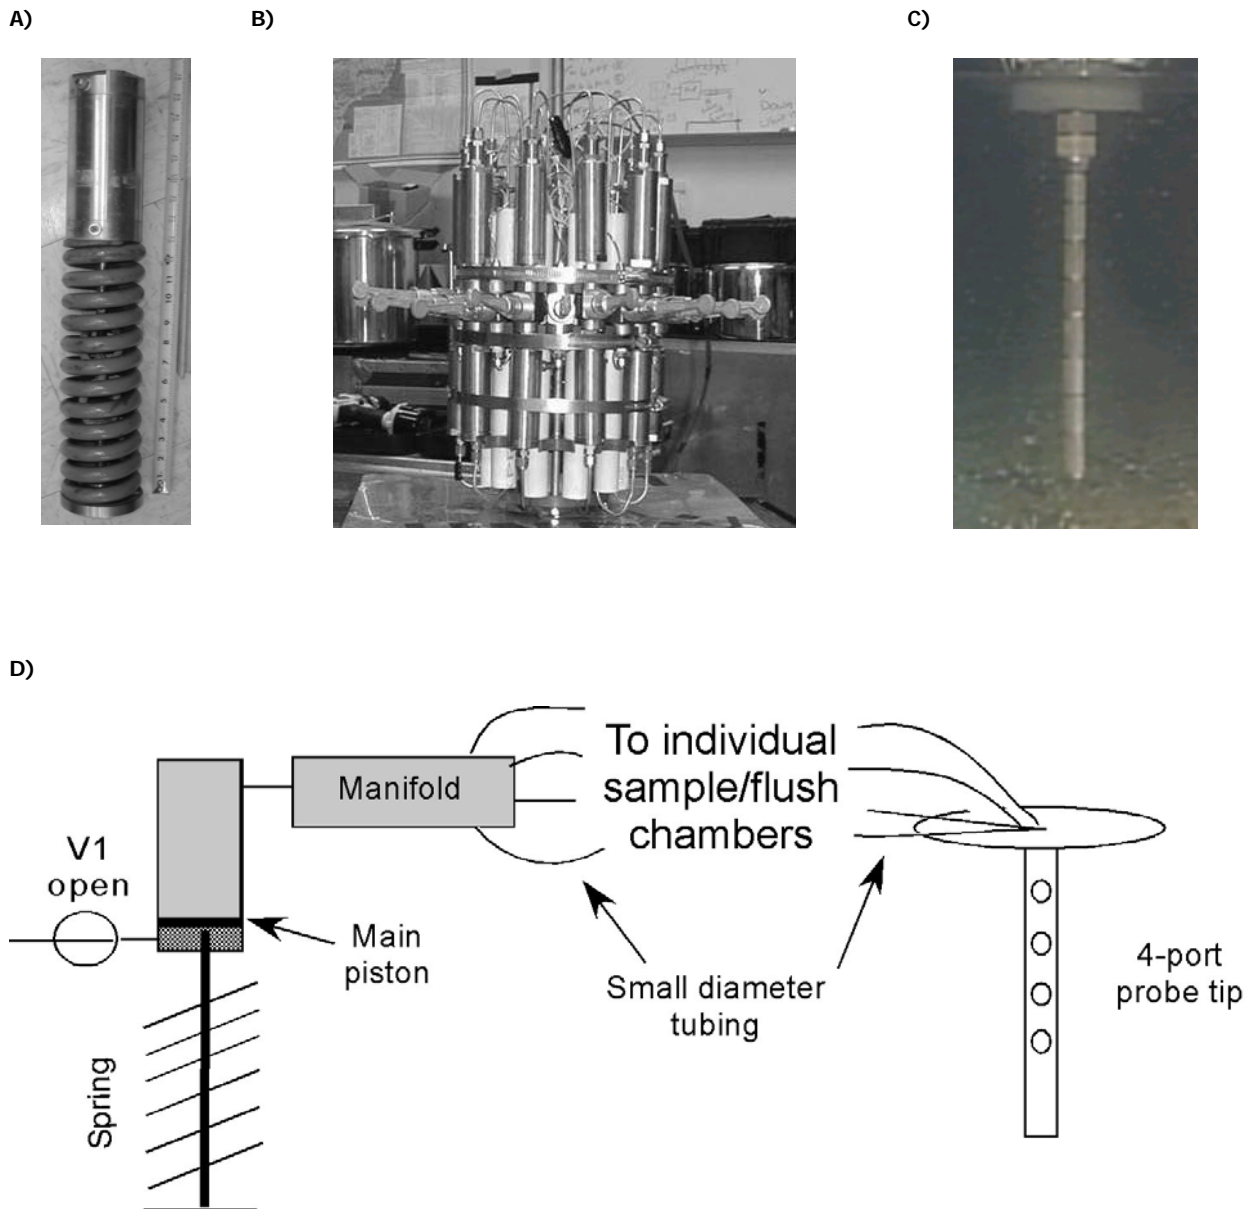 A)
B)
C)
D)
V1
open
Manifold
To individual
sample/flush
chambers
Main
piston
Small diameter
tubing
4-port
probe tip
Spring